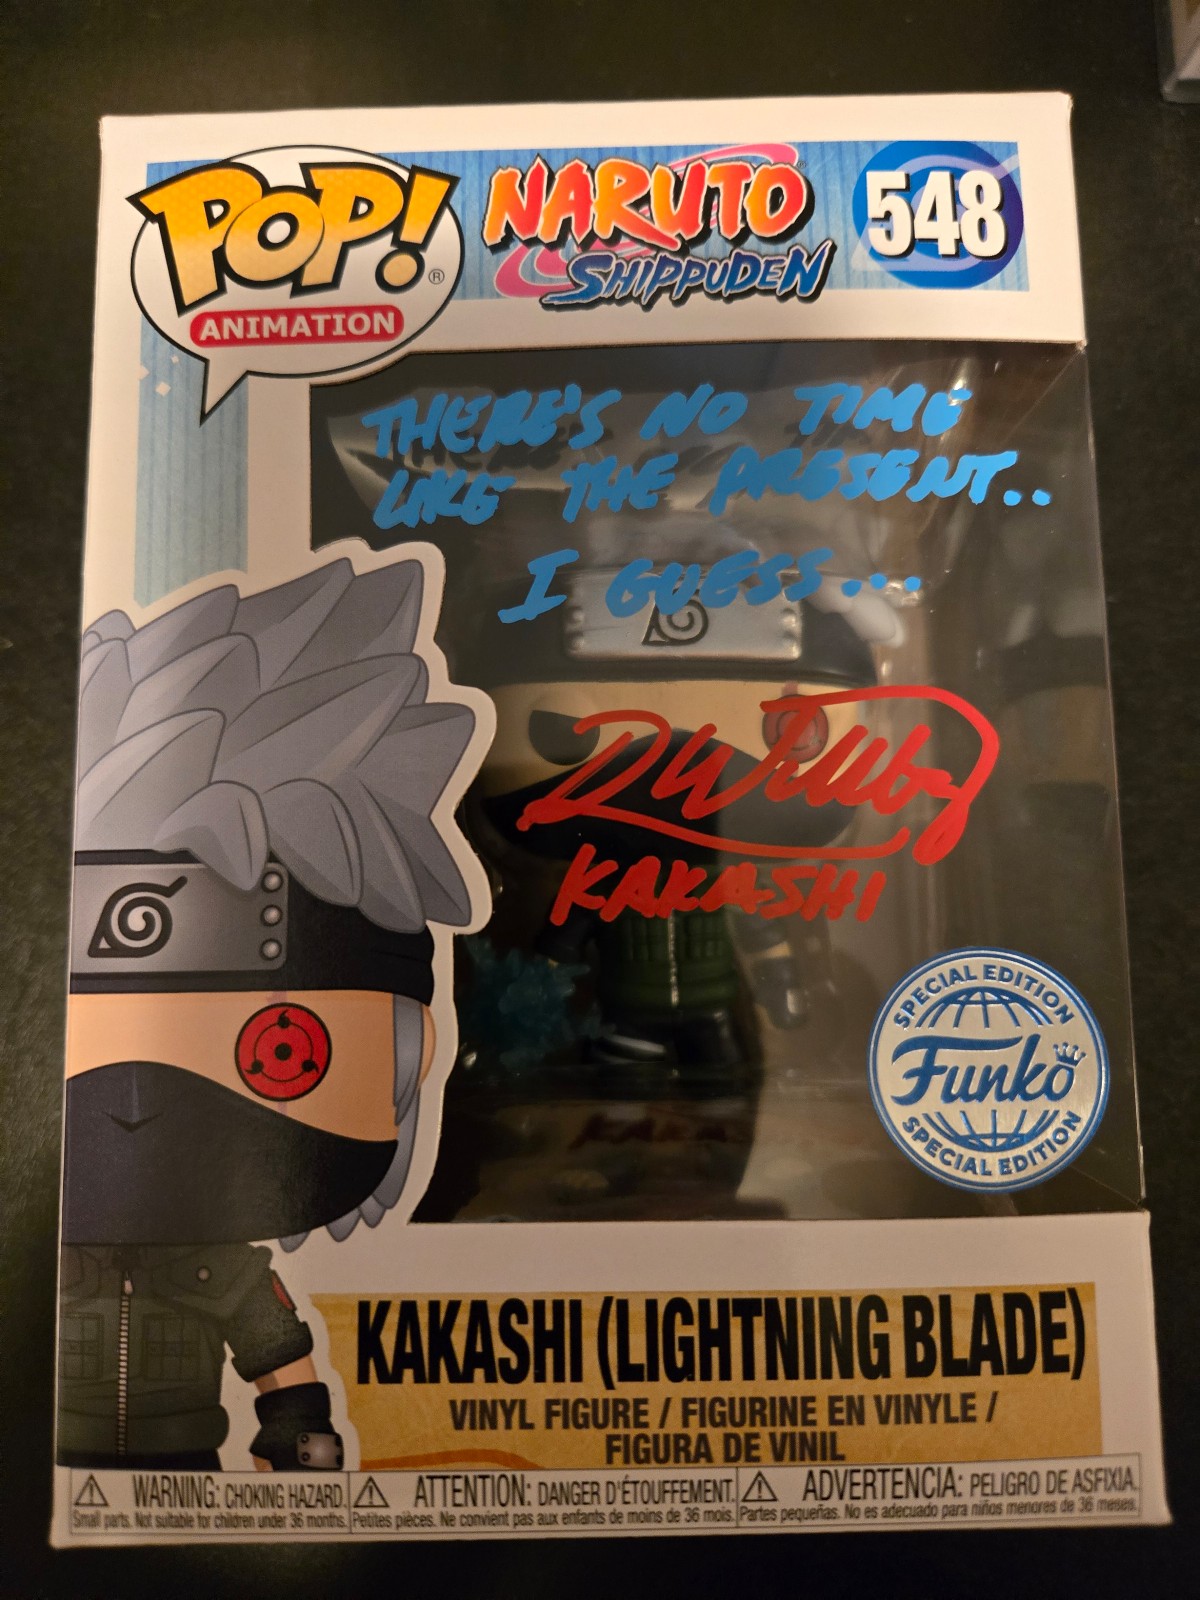 POP!®
ANIMATION
NARUTO
SHIPPUDEN
548
THERE'S NO TIME
LIKE THE PRESENT..
I GUESS...
KAKASHI
SPECIAL EDITION
Funko
SPECIAL EDITION
KAKASHI (LIGHTNING BLADE)
VINYL FIGURE / FIGURINE EN VINYLE /
FIGURA DE VINIL
WARNING: CHOKING HAZARD.
Small parts. Not suitable for children under 36 months.
ATTENTION: DANGER D'ÉTOUFFEMENT.
Petites pièces. Ne convient pas aux enfants de moins de 36 mois.
ADVERTENCIA: PELIGRO DE ASFIXIA.
Partes pequeñas. No es adecuado para niños menores de 36 meses.